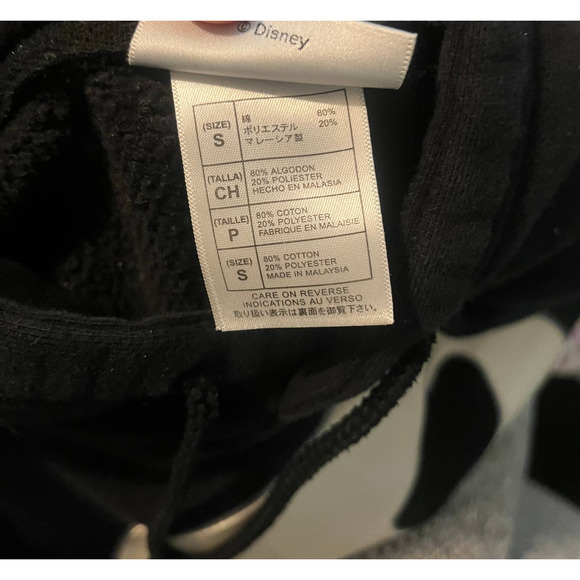 © Disney
(SIZE) S
綿 60%
ポリエステル 20%
マレーシア製
(TALLA) CH
80% ALGODON
20% POLIESTER
HECHO EN MALASIA
(TAILLE) P
80% COTON
20% POLYESTER
FABRIQUE EN MALAISIE
(SIZE) S
80% COTTON
20% POLYESTER
MADE IN MALAYSIA
CARE ON REVERSE
INDICATIONS AU VERSO
取り扱い表示は裏面を御覧下さい。